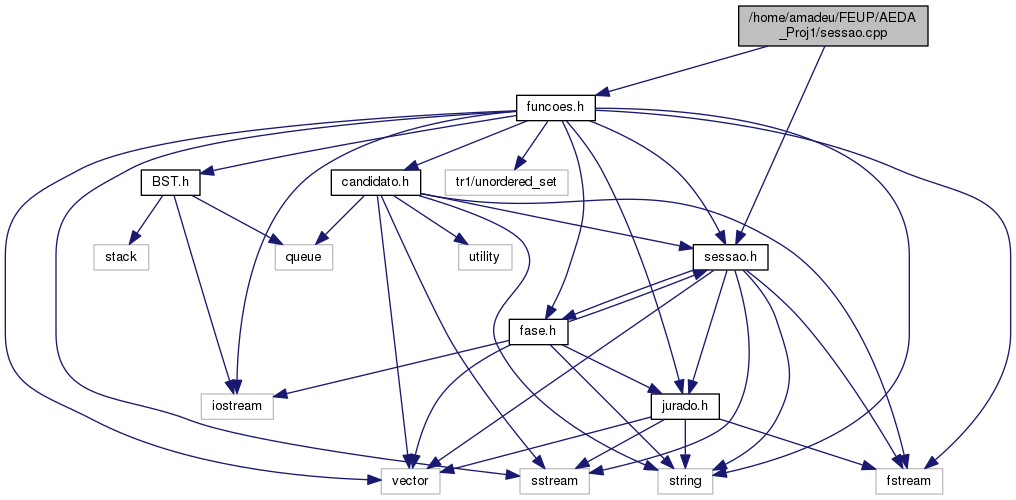 /home/amadeu/FEUP/AEDA
_Proj1/sessao.cpp
funcoes.h
BST.h
candidato.h
tr1/unordered_set
stack
queue
utility
sessao.h
fase.h
iostream
jurado.h
vector
sstream
string
fstream